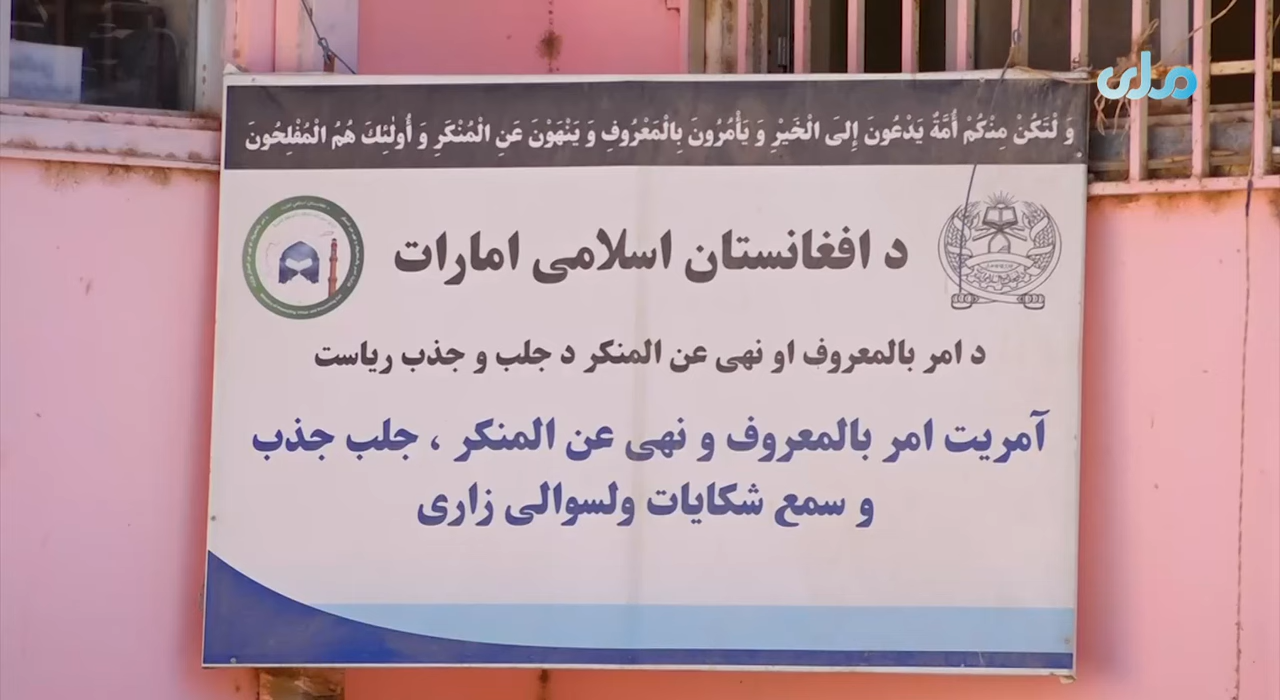 ملی
وَ لْتَكُنْ مِنْكُمْ أُمَّةٌ يَدْعُونَ إِلَى الْخَيْرِ وَ يَأْمُرُونَ بِالْمَعْرُوفِ وَ يَنْهَوْنَ عَنِ الْمُنْكَرِ وَ أُولٰئِكَ هُمُ الْمُفْلِحُونَ
د افغانستان اسلامی امارات
د امر بالمعروف او نهی عن المنکر د جلب و جذب ریاست
آمریت امر بالمعروف و نهی عن المنکر ، جلب جذب
و سمع شکایات ولسوالی زاری